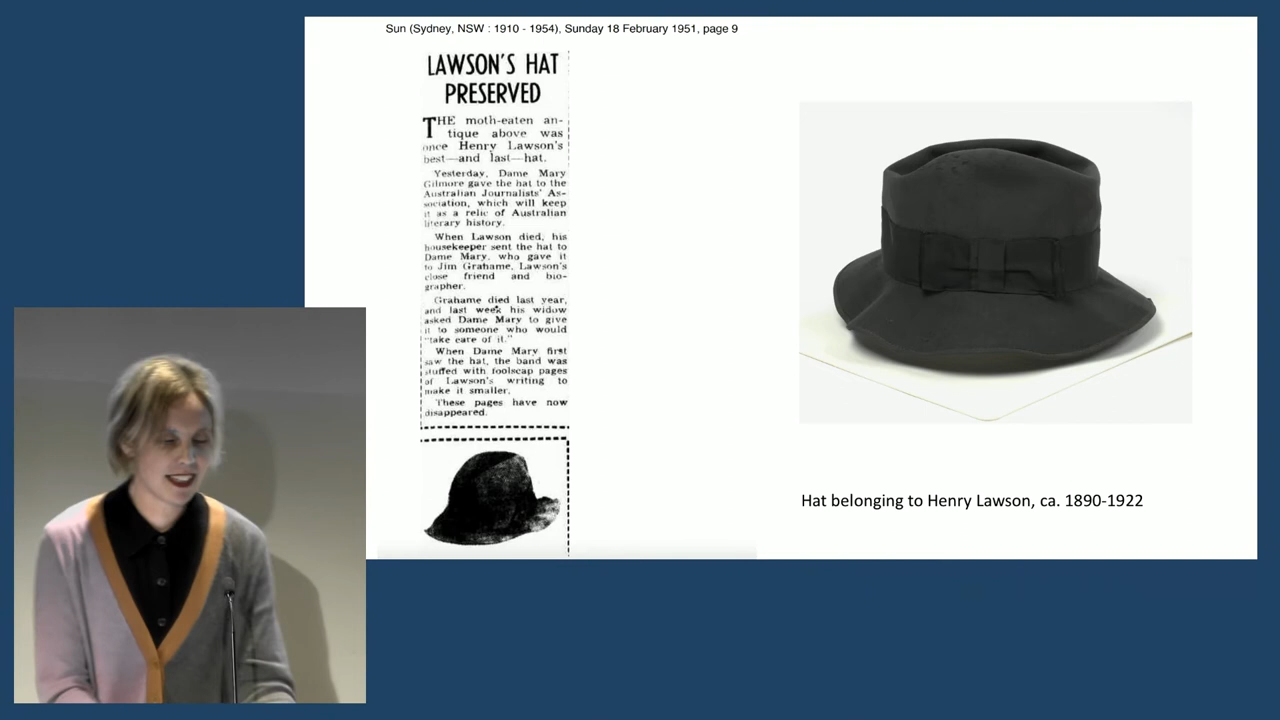 Sun (Sydney, NSW : 1910 - 1954), Sunday 18 February 1951, page 9
LAWSON'S HAT
PRESERVED
THE moth-eaten an-
tique above was
once Henry Lawson's
best—and last—hat.
Yesterday, Dame Mary
Gilmore gave the hat to the
Australian Journalists' As-
sociation, which will keep
it as a relic of Australian
literary history.
When Lawson died, his
housekeeper sent the hat to
Dame Mary, who gave it
to Jim Grahame, Lawson's
close friend and bio-
grapher.
Grahame died last year,
and last week his widow
asked Dame Mary to give
it to someone who would
"take care of it."
When Dame Mary first
saw the hat, the band was
stuffed with foolscap pages
of Lawson's writing to
make it smaller.
These pages have now
disappeared.
Hat belonging to Henry Lawson, ca. 1890-1922